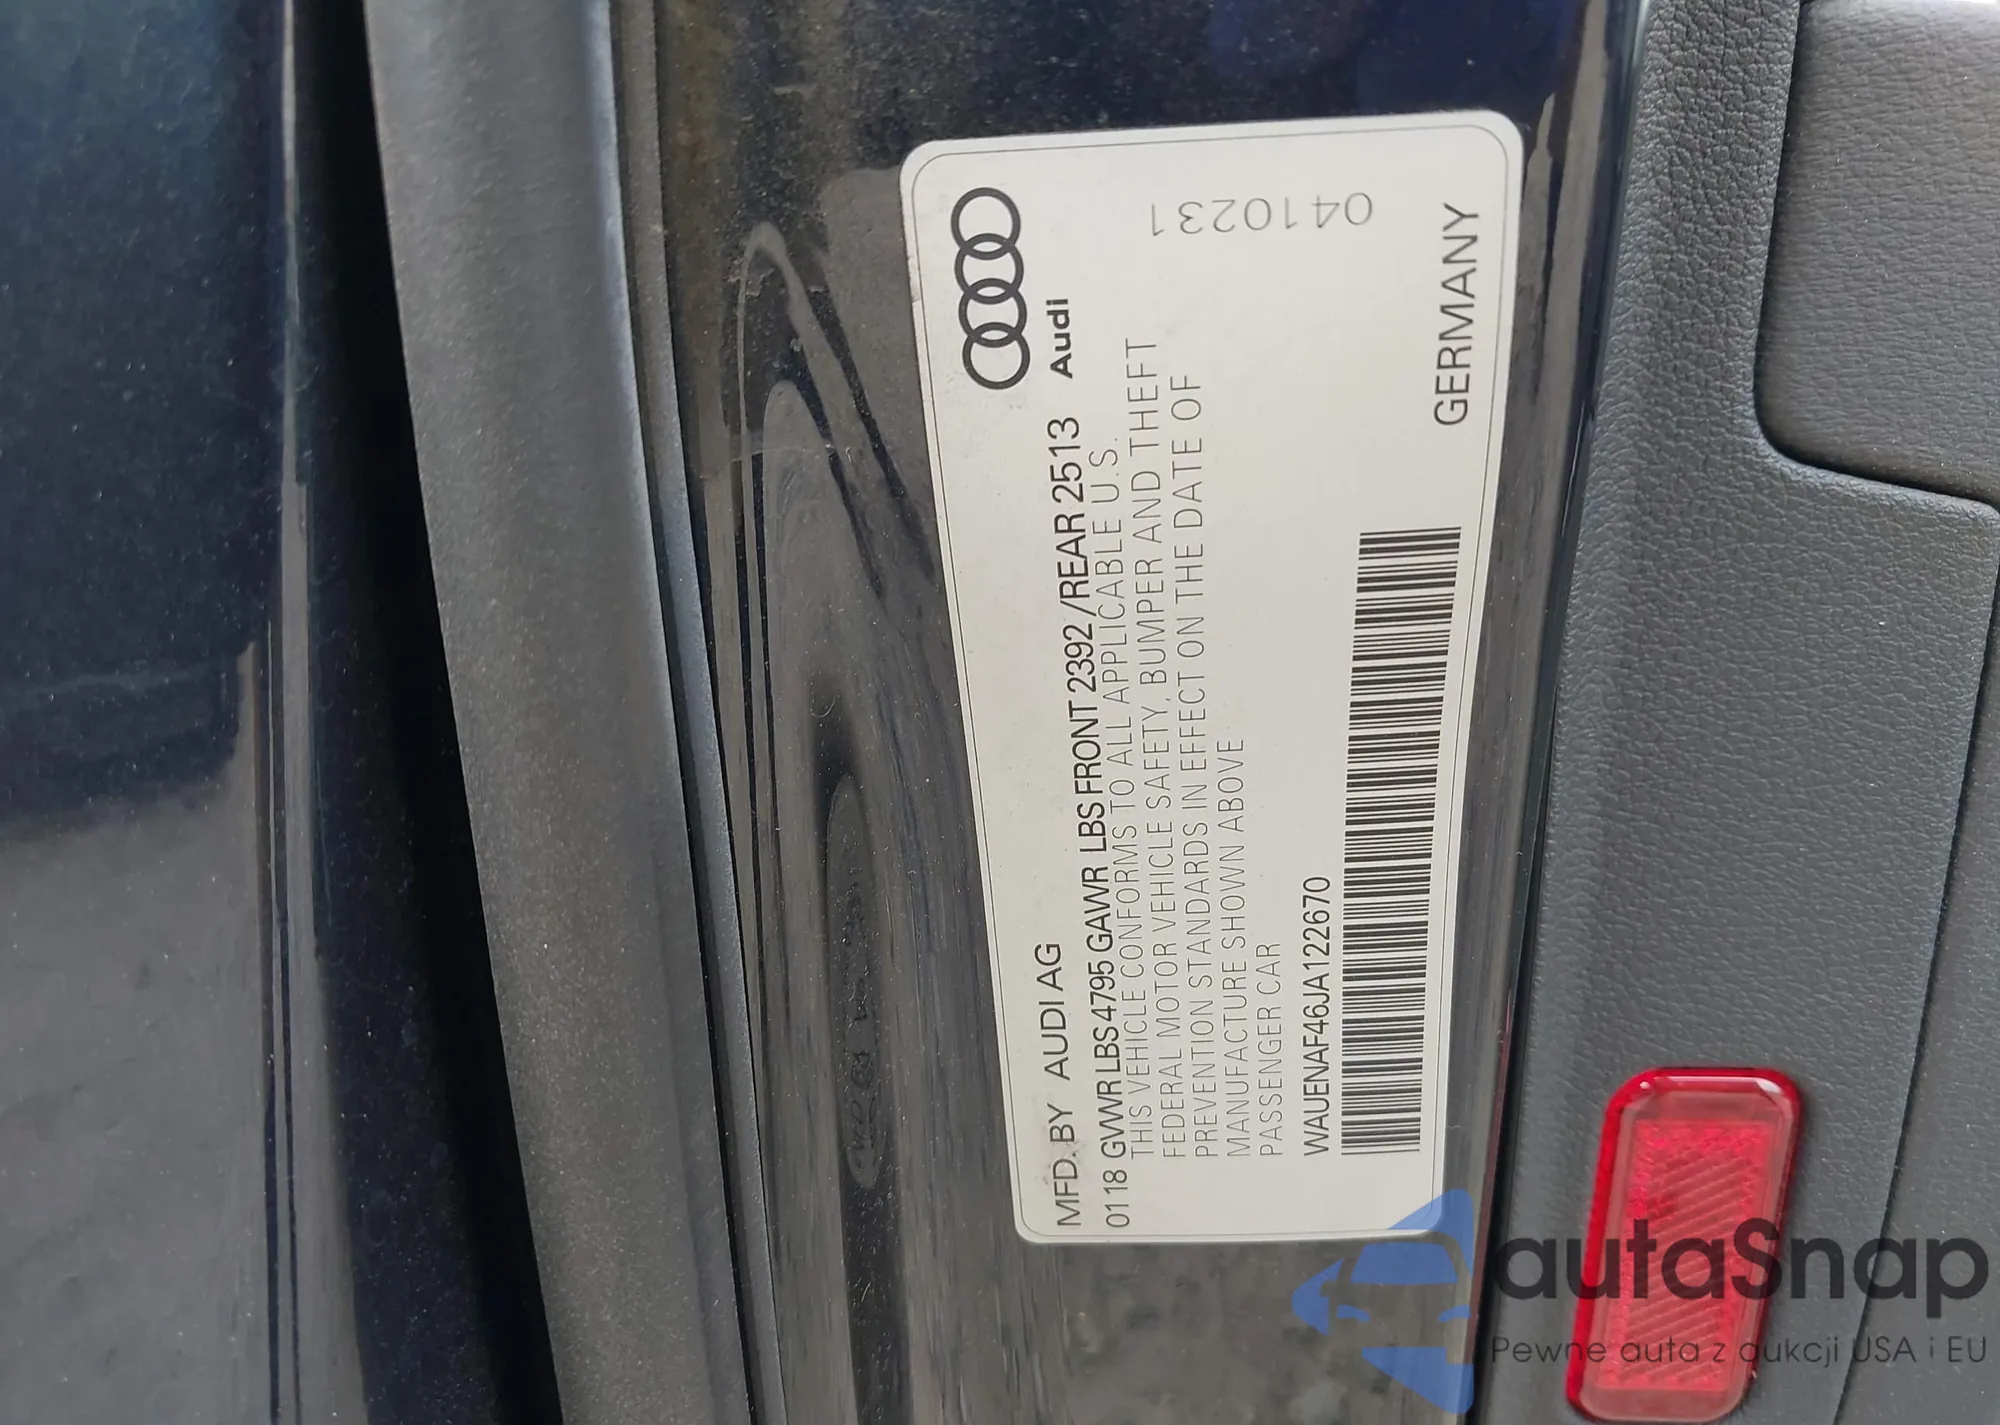 MFD. BY AUDI AG
Audi
01 18 GVWR LBS 4795 GAWR LBS FRONT 2392 /REAR 2513
THIS VEHICLE CONFORMS TO ALL APPLICABLE U.S.
FEDERAL MOTOR VEHICLE SAFETY, BUMPER AND THEFT
PREVENTION STANDARDS IN EFFECT ON THE DATE OF
MANUFACTURE SHOWN ABOVE
PASSENGER CAR
0410231
WAUENAF46JA122670
GERMANY
autaSnap
Pewne auta z aukcji USA i EU